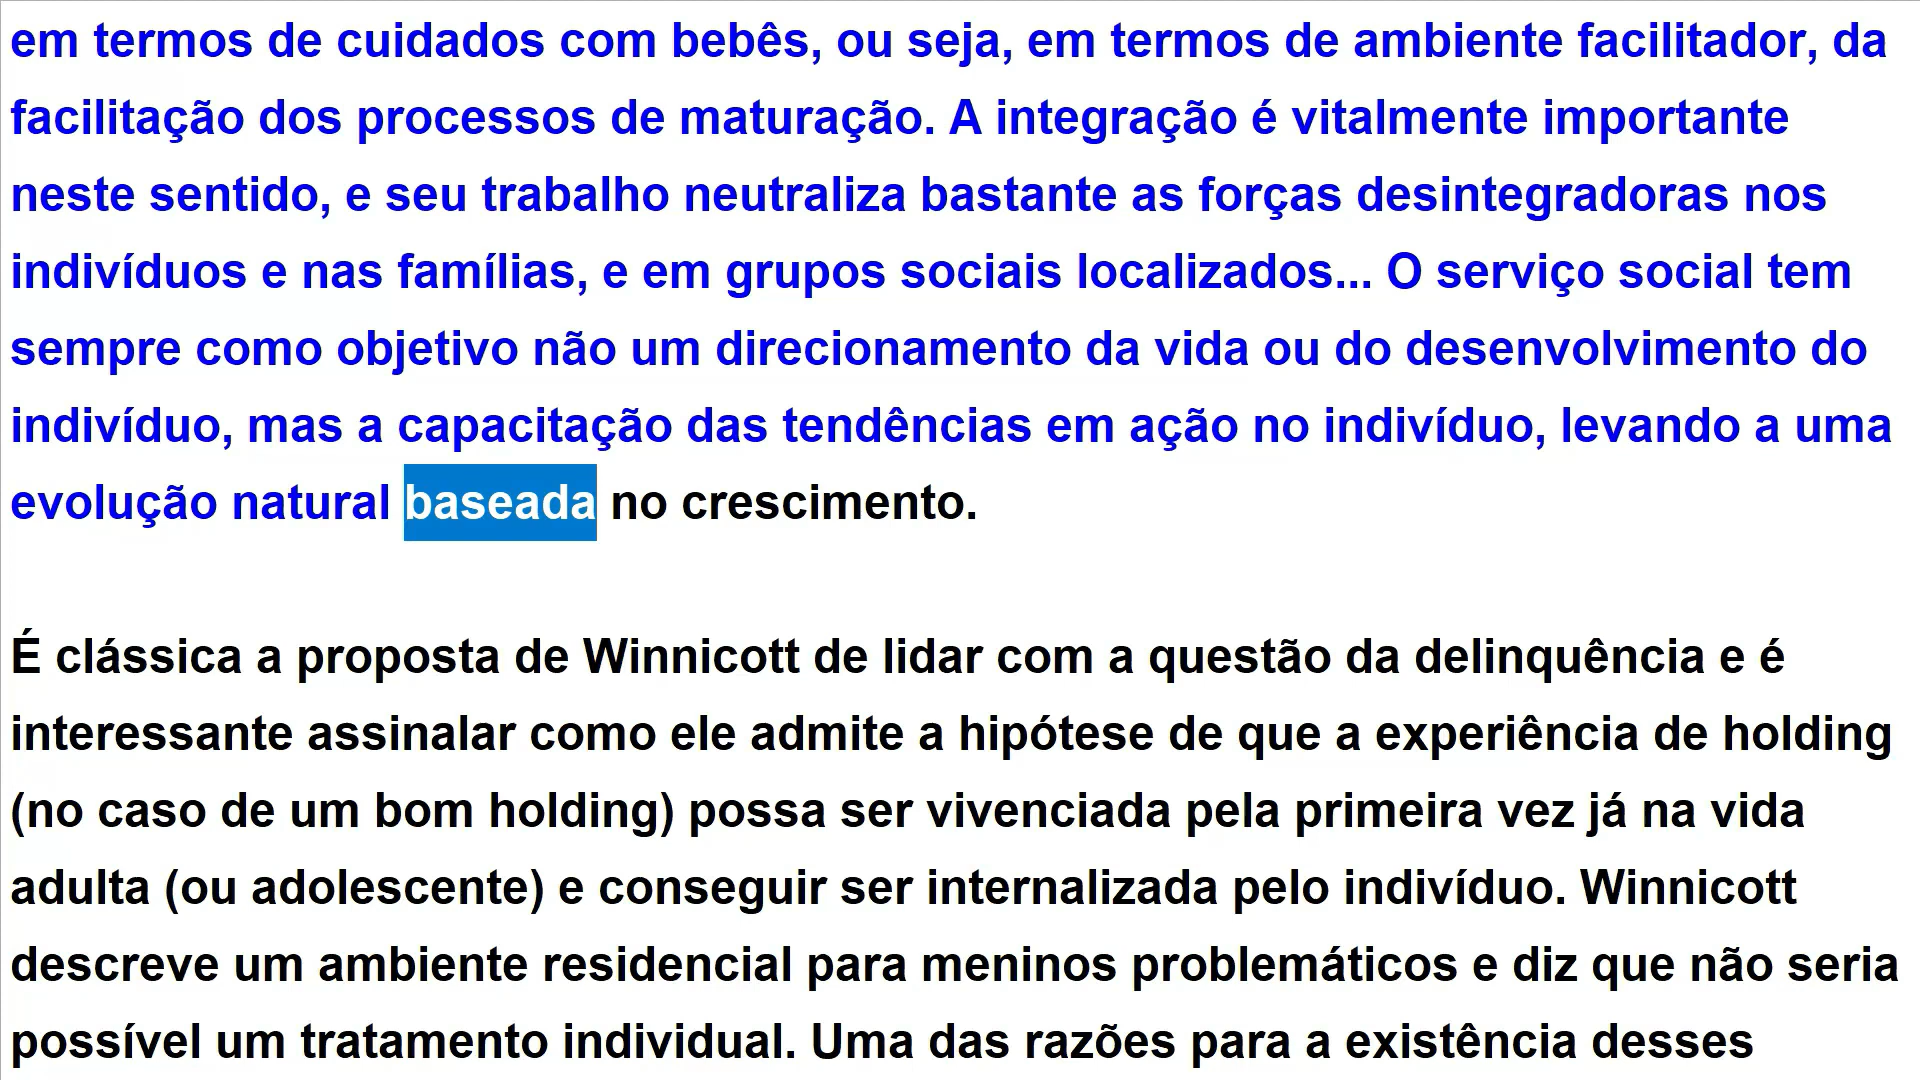 em termos de cuidados com bebês, ou seja, em termos de ambiente facilitador, da
facilitação dos processos de maturação. A integração é vitalmente importante
neste sentido, e seu trabalho neutraliza bastante as forças desintegradoras nos
indivíduos e nas famílias, e em grupos sociais localizados... O serviço social tem
sempre como objetivo não um direcionamento da vida ou do desenvolvimento do
indivíduo, mas a capacitação das tendências em ação no indivíduo, levando a uma
evolução natural baseada no crescimento.
É clássica a proposta de Winnicott de lidar com a questão da delinquência e é
interessante assinalar como ele admite a hipótese de que a experiência de holding
(no caso de um bom holding) possa ser vivenciada pela primeira vez já na vida
adulta (ou adolescente) e conseguir ser internalizada pelo indivíduo. Winnicott
descreve um ambiente residencial para meninos problemáticos e diz que não seria
possível um tratamento individual. Uma das razões para a existência desses